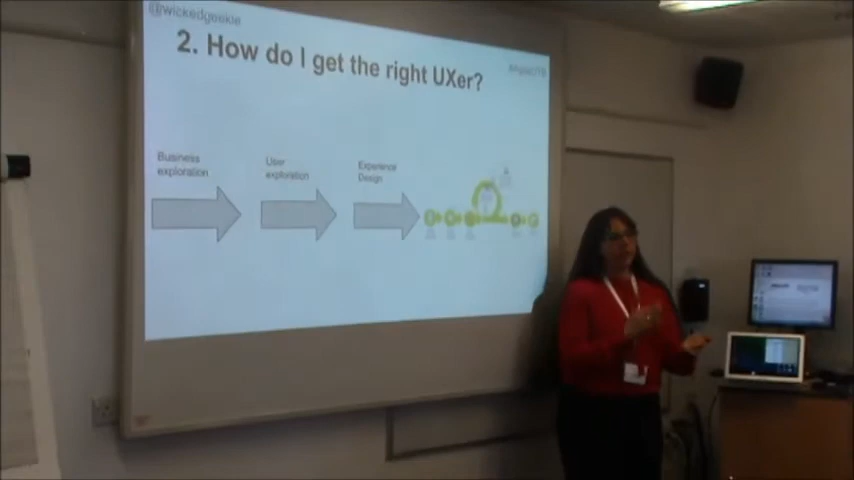 @wickedgeekie
2. How do I get the right UXer?
Business
exploration
User
exploration
Experience
Design